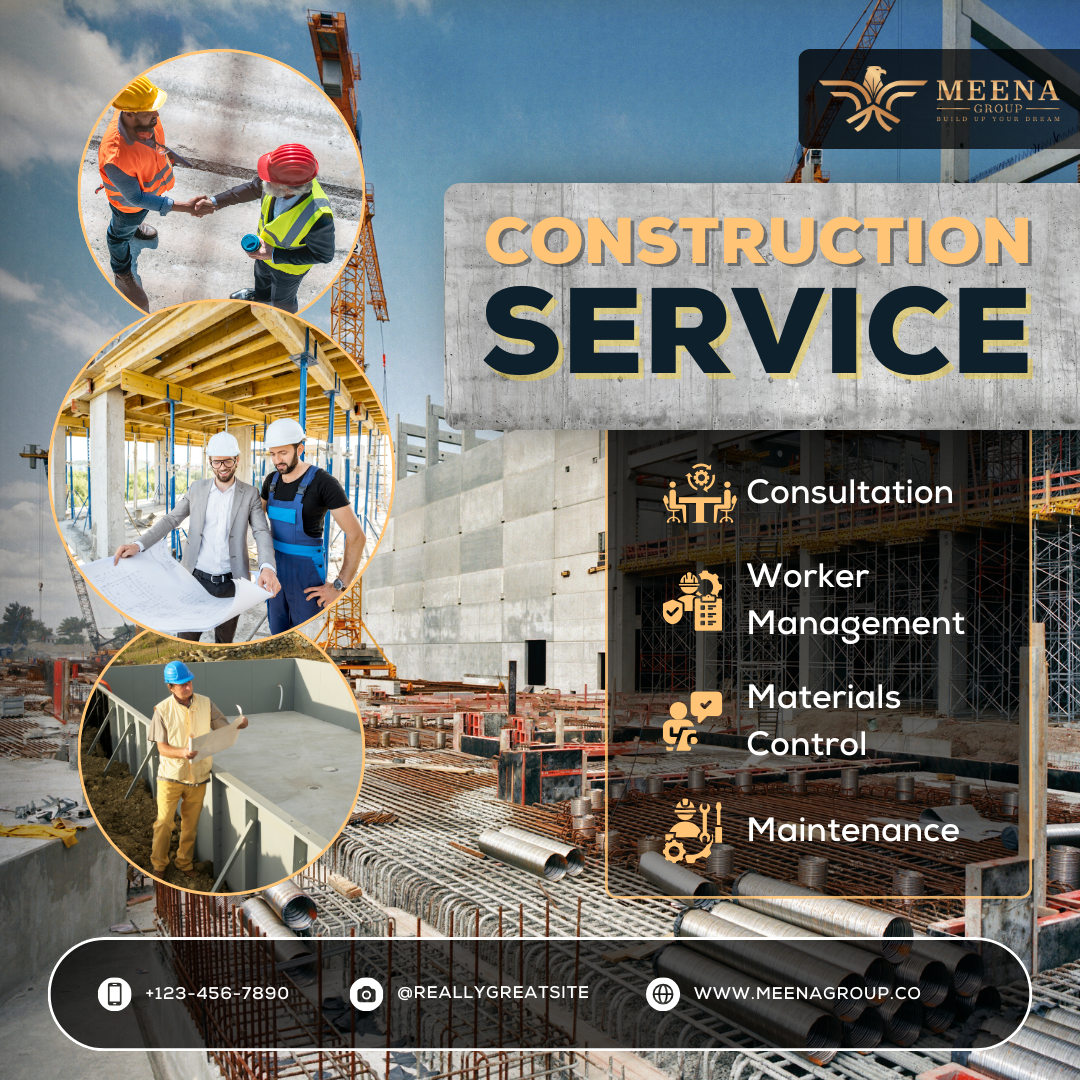 MEENA
GROUP
BUILD UP YOUR DREAM
CONSTRUCTION
SERVICE
Consultation
Worker
Management
Materials
Control
Maintenance
+123-456-7890
@REALLYGREATSITE
WWW.MEENAGROUP.CO